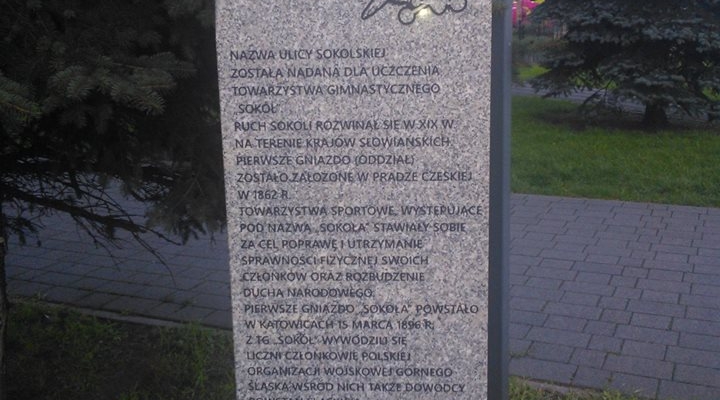 NAZWA ULICY SOKOLSKIEJ
ZOSTAŁA NADANA DLA UCZCZENIA
TOWARZYSTWA GIMNASTYCZNEGO
„SOKÓŁ”
RUCH SOKOLI ROZWINĄŁ SIĘ W XIX W.
NA TERENIE KRAJÓW SŁOWIAŃSKICH.
PIERWSZE GNIAZDO (ODDZIAŁ)
ZOSTAŁO ZAŁOŻONE W PRADZE CZESKIEJ
W 1862 R.
TOWARZYSTWA SPORTOWE, WYSTĘPUJĄCE
POD NAZWĄ „SOKOŁA” STAWIAŁY SOBIE
ZA CEL POPRAWĘ I UTRZYMANIE
SPRAWNOŚCI FIZYCZNEJ SWOICH
CZŁONKÓW ORAZ ROZBUDZENIE
DUCHA NARODOWEGO.
PIERWSZE GNIAZDO „SOKOŁA” POWSTAŁO
W KATOWICACH 15 MARCA 1896 R.
Z TG „SOKÓŁ” WYWODZILI SIĘ
LICZNI CZŁONKOWIE POLSKIEJ
ORGANIZACJI WOJSKOWEJ GÓRNEGO
ŚLĄSKA WŚRÓD NICH TAKŻE DOWÓDCY